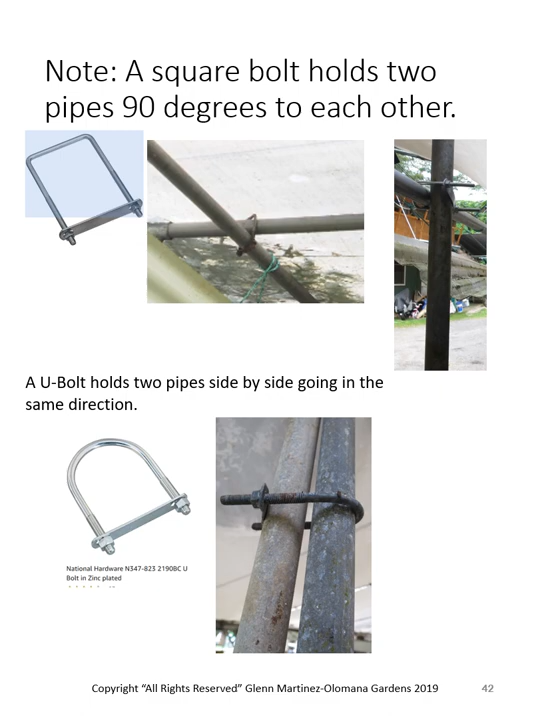 Note: A square bolt holds two
pipes 90 degrees to each other.
A U-Bolt holds two pipes side by side going in the
same direction.
National Hardware N347-823 2190BC U
Bolt in Zinc plated
Copyright “All Rights Reserved” Glenn Martinez-Olomana Gardens 2019
42